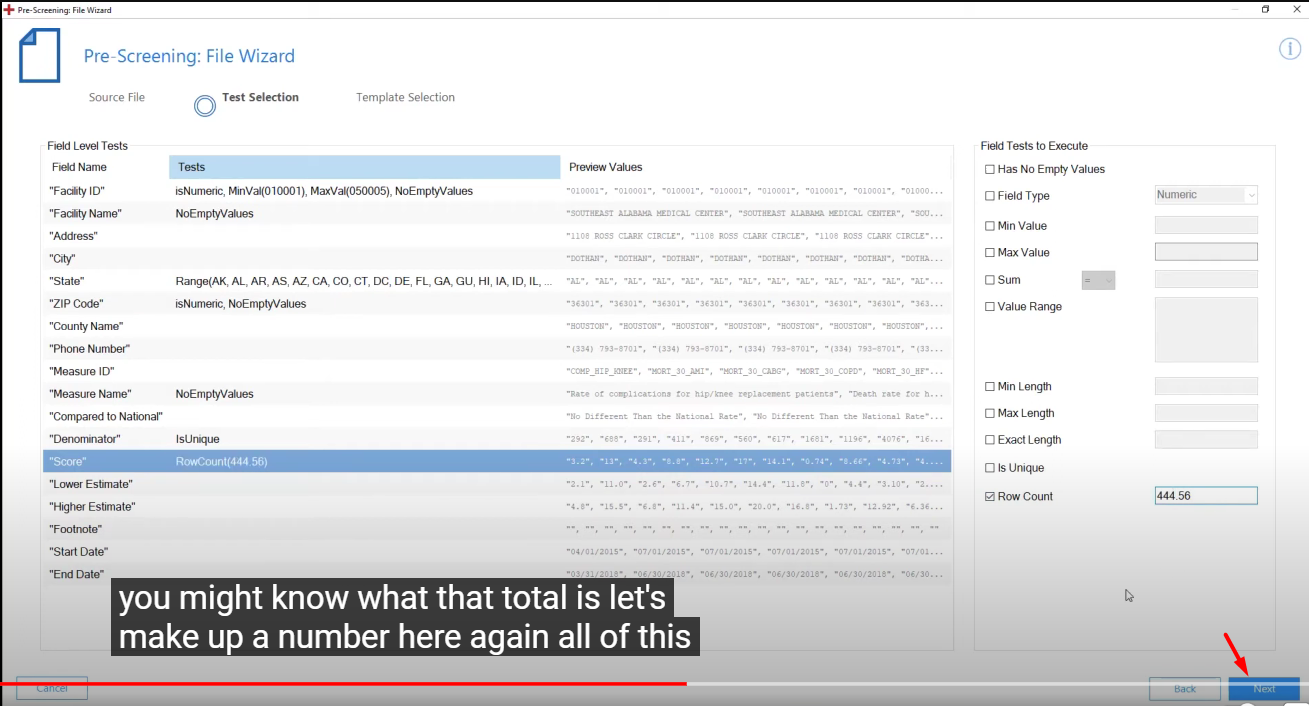 Pre-Screening: File Wizard
Pre-Screening: File Wizard
Source File Test Selection Template Selection
Field Level Tests
Field Name Tests Preview Values
"Facility ID" isNumeric, MinVal(010001), MaxVal(050005), NoEmptyValues "010001", "010001", "010001", "010001", "010001", "010001", "010001", "01000...
"Facility Name" NoEmptyValues "SOUTHEAST ALABAMA MEDICAL CENTER", "SOUTHEAST ALABAMA MEDICAL CENTER", "SOU...
"Address" "1108 ROSS CLARK CIRCLE", "1108 ROSS CLARK CIRCLE", "1108 ROSS CLARK CIRCLE"...
"City" "DOTHAN", "DOTHAN", "DOTHAN", "DOTHAN", "DOTHAN", "DOTHAN", "DOTHAN", "DOTHA...
"State" Range(AK, AL, AR, AS, AZ, CA, CO, CT, DC, DE, FL, GA, GU, HI, IA, ID, IL, ... "AL", "AL", "AL", "AL", "AL", "AL", "AL", "AL", "AL", "AL", "AL", "AL", "AL"...
"ZIP Code" isNumeric, NoEmptyValues "36301", "36301", "36301", "36301", "36301", "36301", "36301", "36301", "363...
"County Name" "HOUSTON", "HOUSTON", "HOUSTON", "HOUSTON", "HOUSTON", "HOUSTON", "HOUSTON",...
"Phone Number" "(334) 793-8701", "(334) 793-8701", "(334) 793-8701", "(334) 793-8701", "(33...
"Measure ID" "COMP_HIP_KNEE", "MORT_30_AMI", "MORT_30_CABG", "MORT_30_COPD", "MORT_30_HF"...
"Measure Name" NoEmptyValues "Rate of complications for hip/knee replacement patients", "Death rate for h...
"Compared to National" "No Different Than the National Rate", "No Different Than the National Rate"...
"Denominator" IsUnique "292", "688", "291", "411", "869", "560", "617", "1681", "1196", "4076", "16...
"Score" RowCount(444.56) "3.2", "13", "4.3", "8.8", "12.7", "17", "14.1", "0.74", "8.66", "4.73", "4....
"Lower Estimate" "2.1", "11.0", "2.6", "6.7", "10.7", "14.4", "11.8", "0", "4.4", "3.10", "2....
"Higher Estimate" "4.8", "15.5", "6.8", "11.4", "15.0", "20.0", "16.8", "1.73", "12.92", "6.36...
"Footnote" "", "", "", "", "", "", "", "", "", "", "", "", "", "", "", "", "", "", ""
"Start Date" "04/01/2015", "07/01/2015", "07/01/2015", "07/01/2015", "07/01/2015", "07/01...
"End Date" "03/31/2018", "06/30/2018", "06/30/2018", "06/30/2018", "06/30/2018", "06/30...
Field Tests to Execute
Has No Empty Values
Field Type Numeric
Min Value
Max Value
Sum =
Value Range
Min Length
Max Length
Exact Length
Is Unique
Row Count 444.56
you might know what that total is let's
make up a number here again all of this
Cancel Back Next